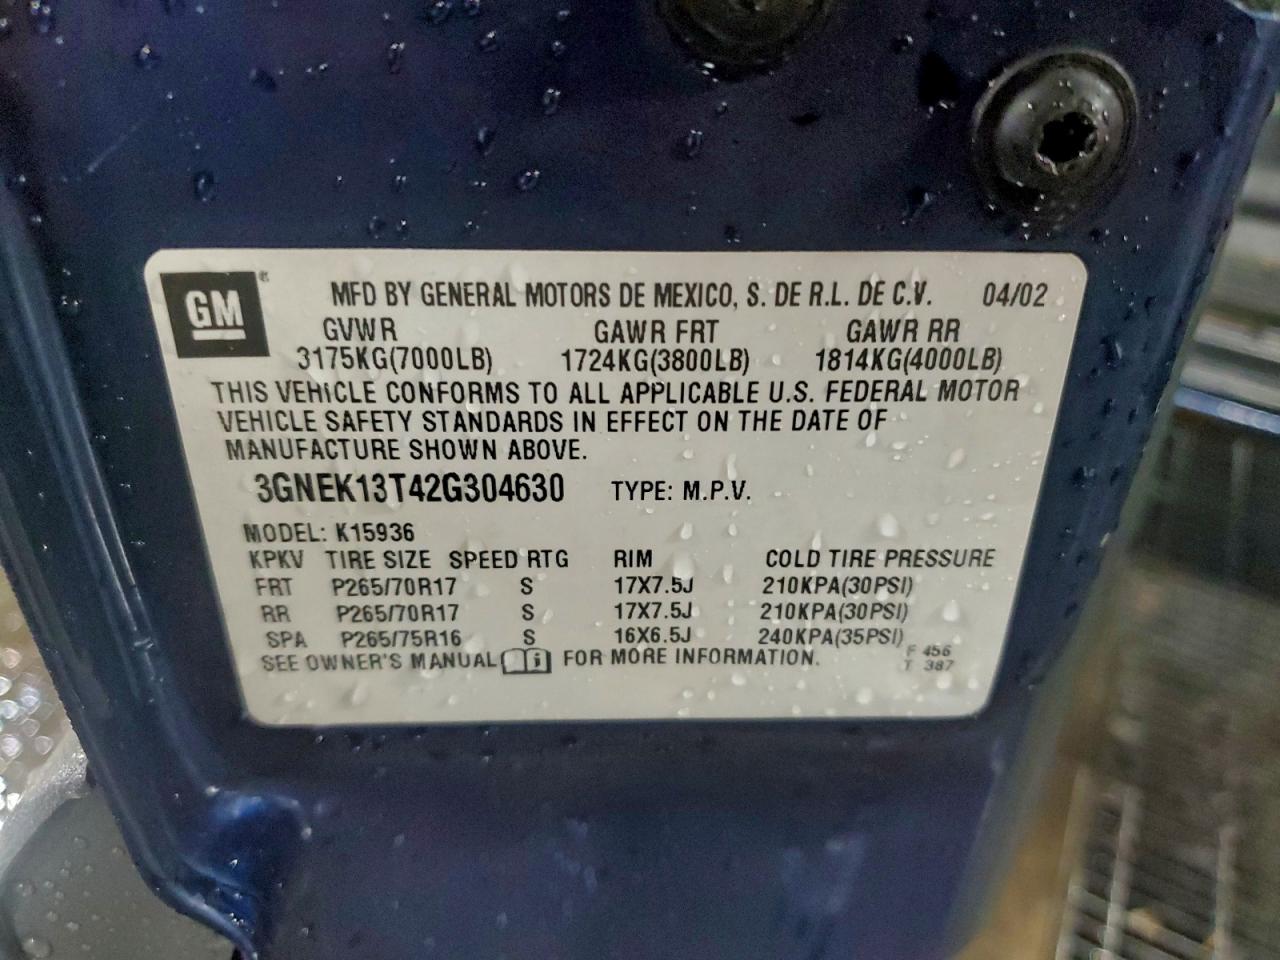 GM
MFD BY GENERAL MOTORS DE MEXICO, S. DE R.L. DE C.V. 04/02
GVWR GAWR FRT GAWR RR
3175KG(7000LB) 1724KG(3800LB) 1814KG(4000LB)
THIS VEHICLE CONFORMS TO ALL APPLICABLE U.S. FEDERAL MOTOR
VEHICLE SAFETY STANDARDS IN EFFECT ON THE DATE OF
MANUFACTURE SHOWN ABOVE.
3GNEK13T42G304630 TYPE: M.P.V.
MODEL: K15936
KPKV TIRE SIZE SPEED RTG RIM COLD TIRE PRESSURE
FRT P265/70R17 S 17X7.5J 210KPA(30PSI)
RR P265/70R17 S 17X7.5J 210KPA(30PSI)
SPA P265/75R16 S 16X6.5J 240KPA(35PSI)
SEE OWNER'S MANUAL FOR MORE INFORMATION.
F 456
T 387